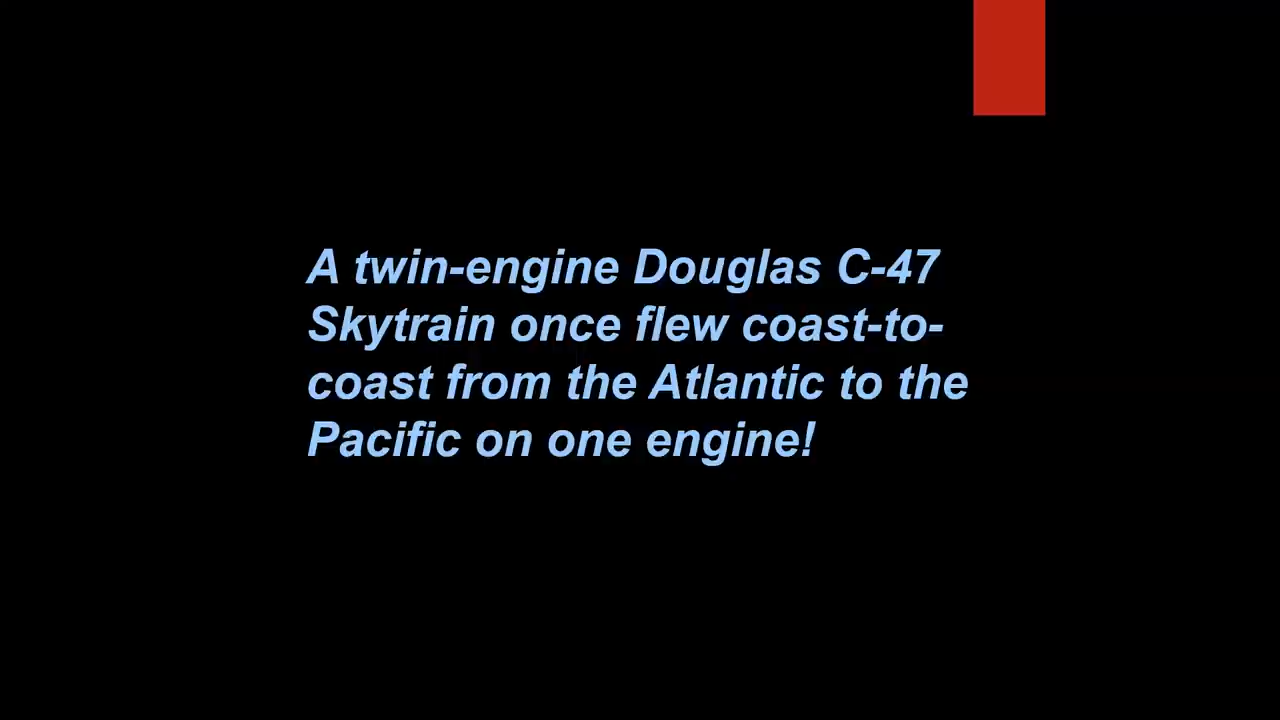 A twin-engine Douglas C-47
Skytrain once flew coast-to-
coast from the Atlantic to the
Pacific on one engine!